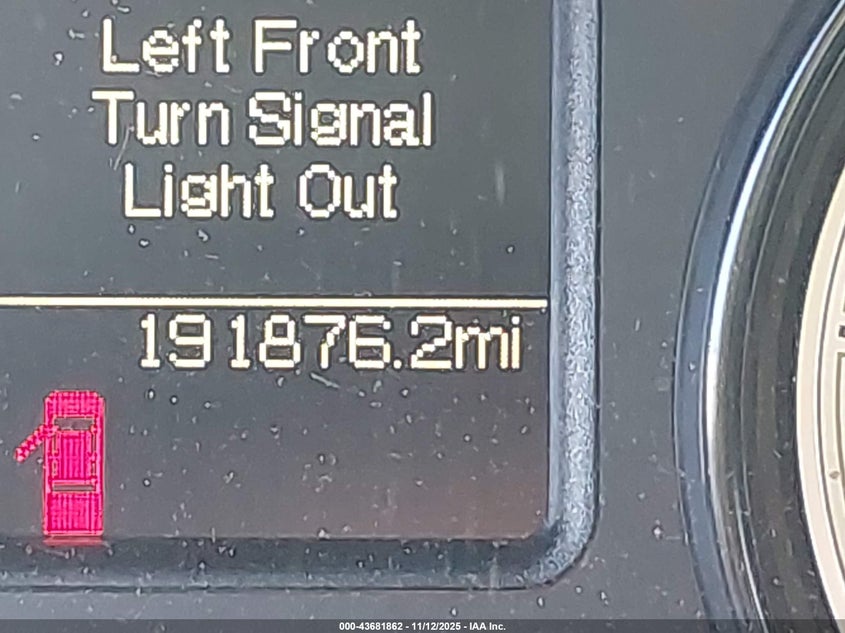 Left Front
Turn Signal
Light Out
191876.2mi
000-43681862 - 11/12/2025 - IAA Inc.